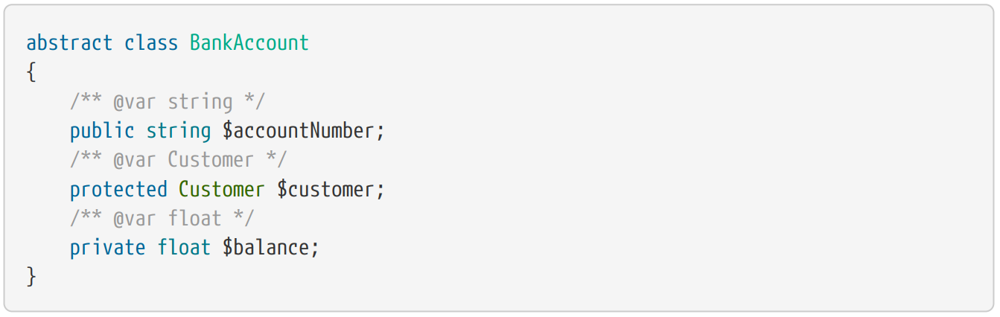 abstract class BankAccount
{
    /** @var string */
    public string $accountNumber;
    /** @var Customer */
    protected Customer $customer;
    /** @var float */
    private float $balance;
}